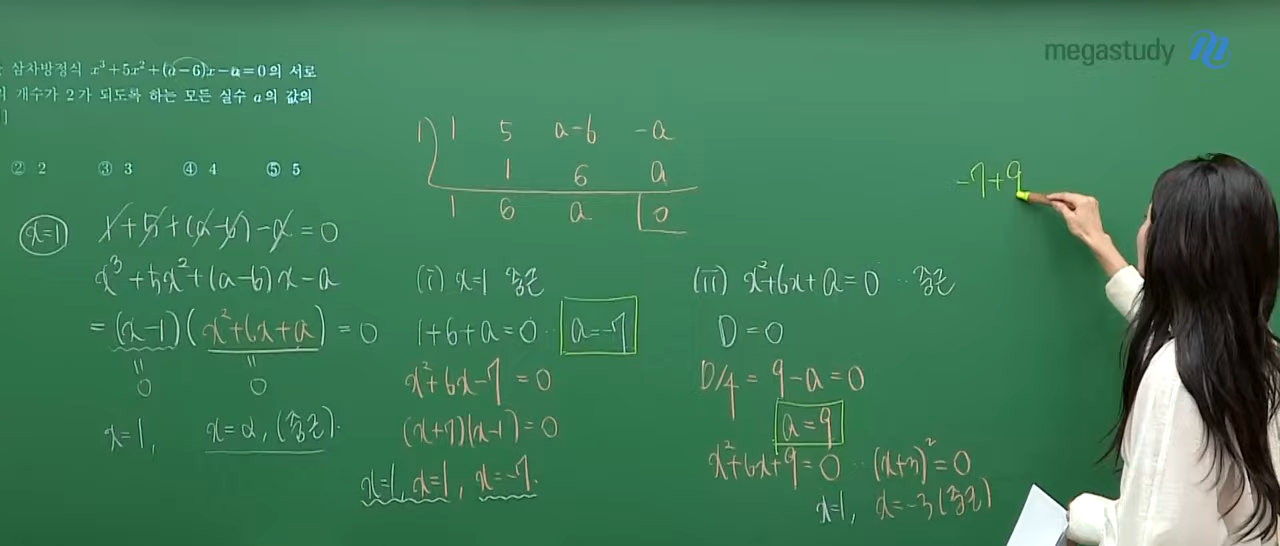 megastudy
삼차방정식 x³+5x²+(a−6)x−a=0의 서로
개수가 2가 되도록 하는 모든 실수 a의 값의
]
② 2 ③ 3 ④ 4 ⑤ 5
x=1 1+5+(a−6)−a=0
x³+5x²+(a−6)x−a
=(x−1)(x²+6x+a)=0
= =
0 0
x=1, x=α, (중근).
1) 1 5 a−6 −a
1 6 a
1 6 a 0
(i) x=1 중근
1+6+a=0 ·· a=−7
x²+6x−7=0
(x+7)(x−1)=0
x=1, x=1, x=−7.
(ii) x²+6x+a=0 ·· 중근
D=0
D/4 = 9−a=0
a=9
x²+6x+9=0 ·· (x+3)²=0
x=1, x=−3(중근)
−7+9